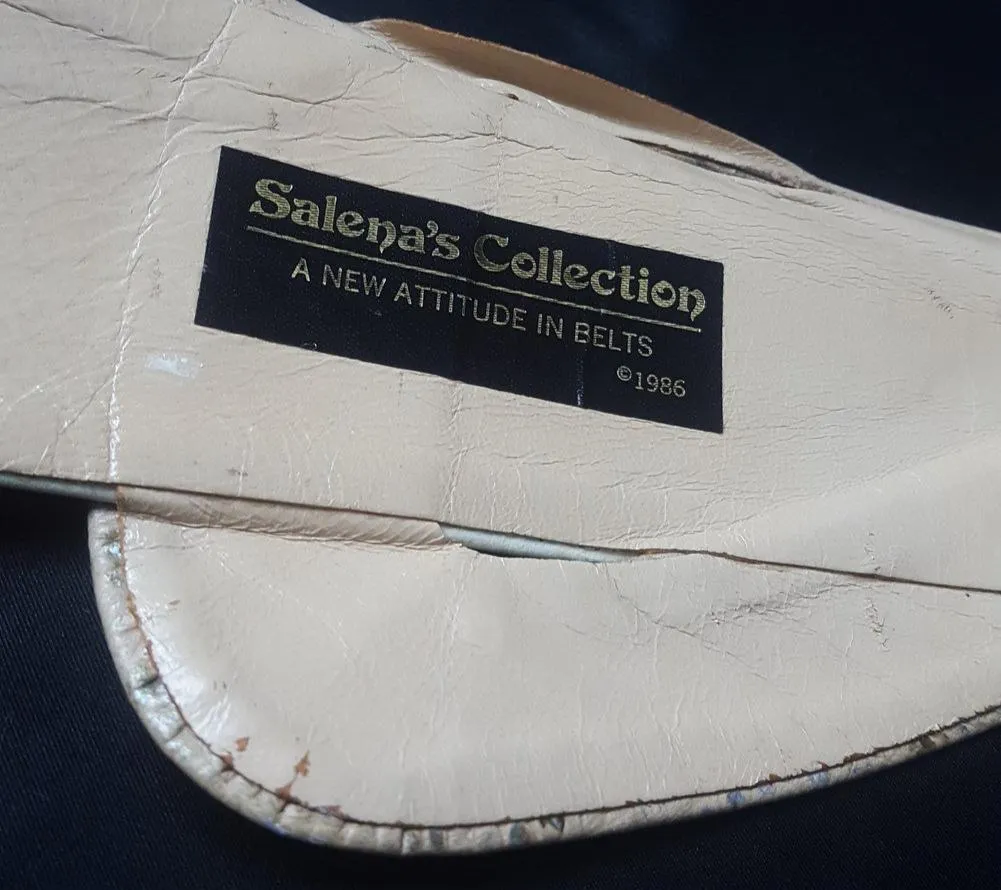 Salena's Collection
A NEW ATTITUDE IN BELTS
©1986